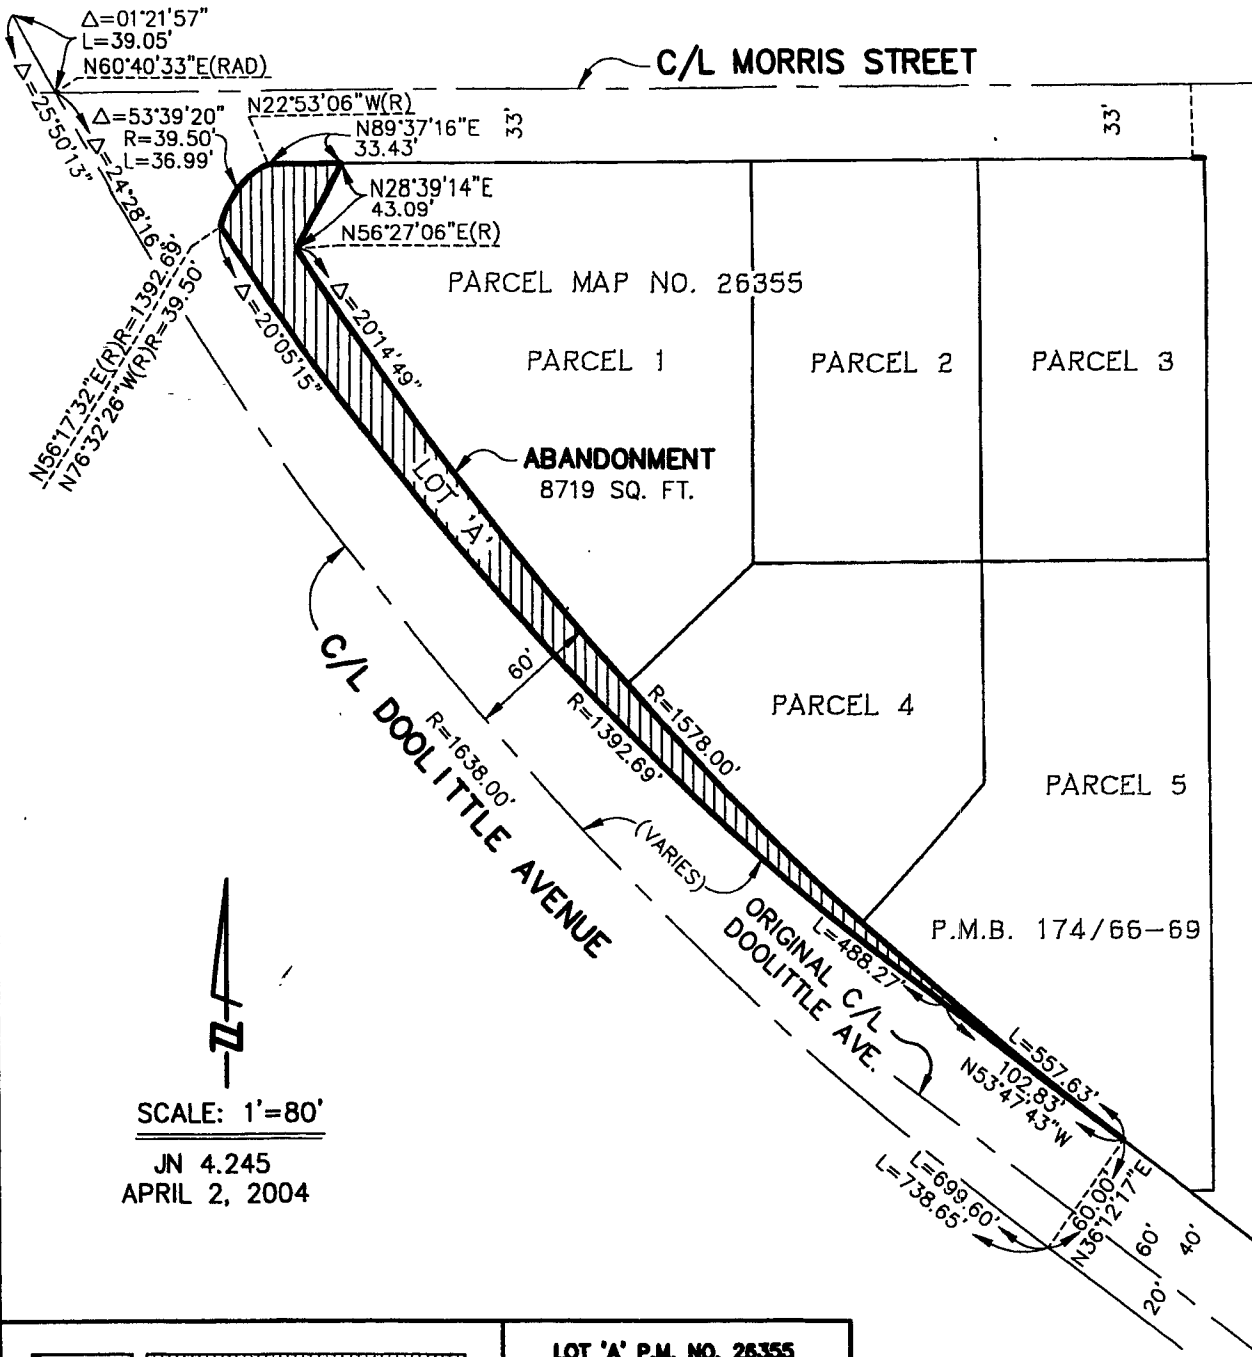 Δ=01°21'57"
L=39.05'
N60°40'33"E(RAD)
C/L MORRIS STREET
Δ=25°50'13"
Δ=53°39'20"
R=39.50'
L=36.99'
N22°53'06"W(R)
N89°37'16"E
33.43'
33'
33'
Δ=24°28'16"
N28°39'14"E
43.09'
N56°27'06"E(R)
N56°17'32"E(R)R=1392.69'
N76°32'26"W(R)R=39.50'
Δ=20°05'15"
Δ=20°14'49"
PARCEL MAP NO. 26355
PARCEL 1
PARCEL 2
PARCEL 3
ABANDONMENT
8719 SQ. FT.
LOT 'A'
C/L DOOLITTLE AVENUE
60'
R=1638.00'
R=1392.69'
R=1578.00'
PARCEL 4
PARCEL 5
(VARIES)
P.M.B. 174/66-69
ORIGINAL C/L
DOOLITTLE AVE.
L=488.27'
L=557.63'
102.83'
N53°47'43"W
L=699.60'
L=738.65'
60.00'
N36°12'17"E
60'
40'
20'
N
SCALE: 1'=80'
JN 4.245
APRIL 2, 2004
LOT 'A' P.M. NO. 26355